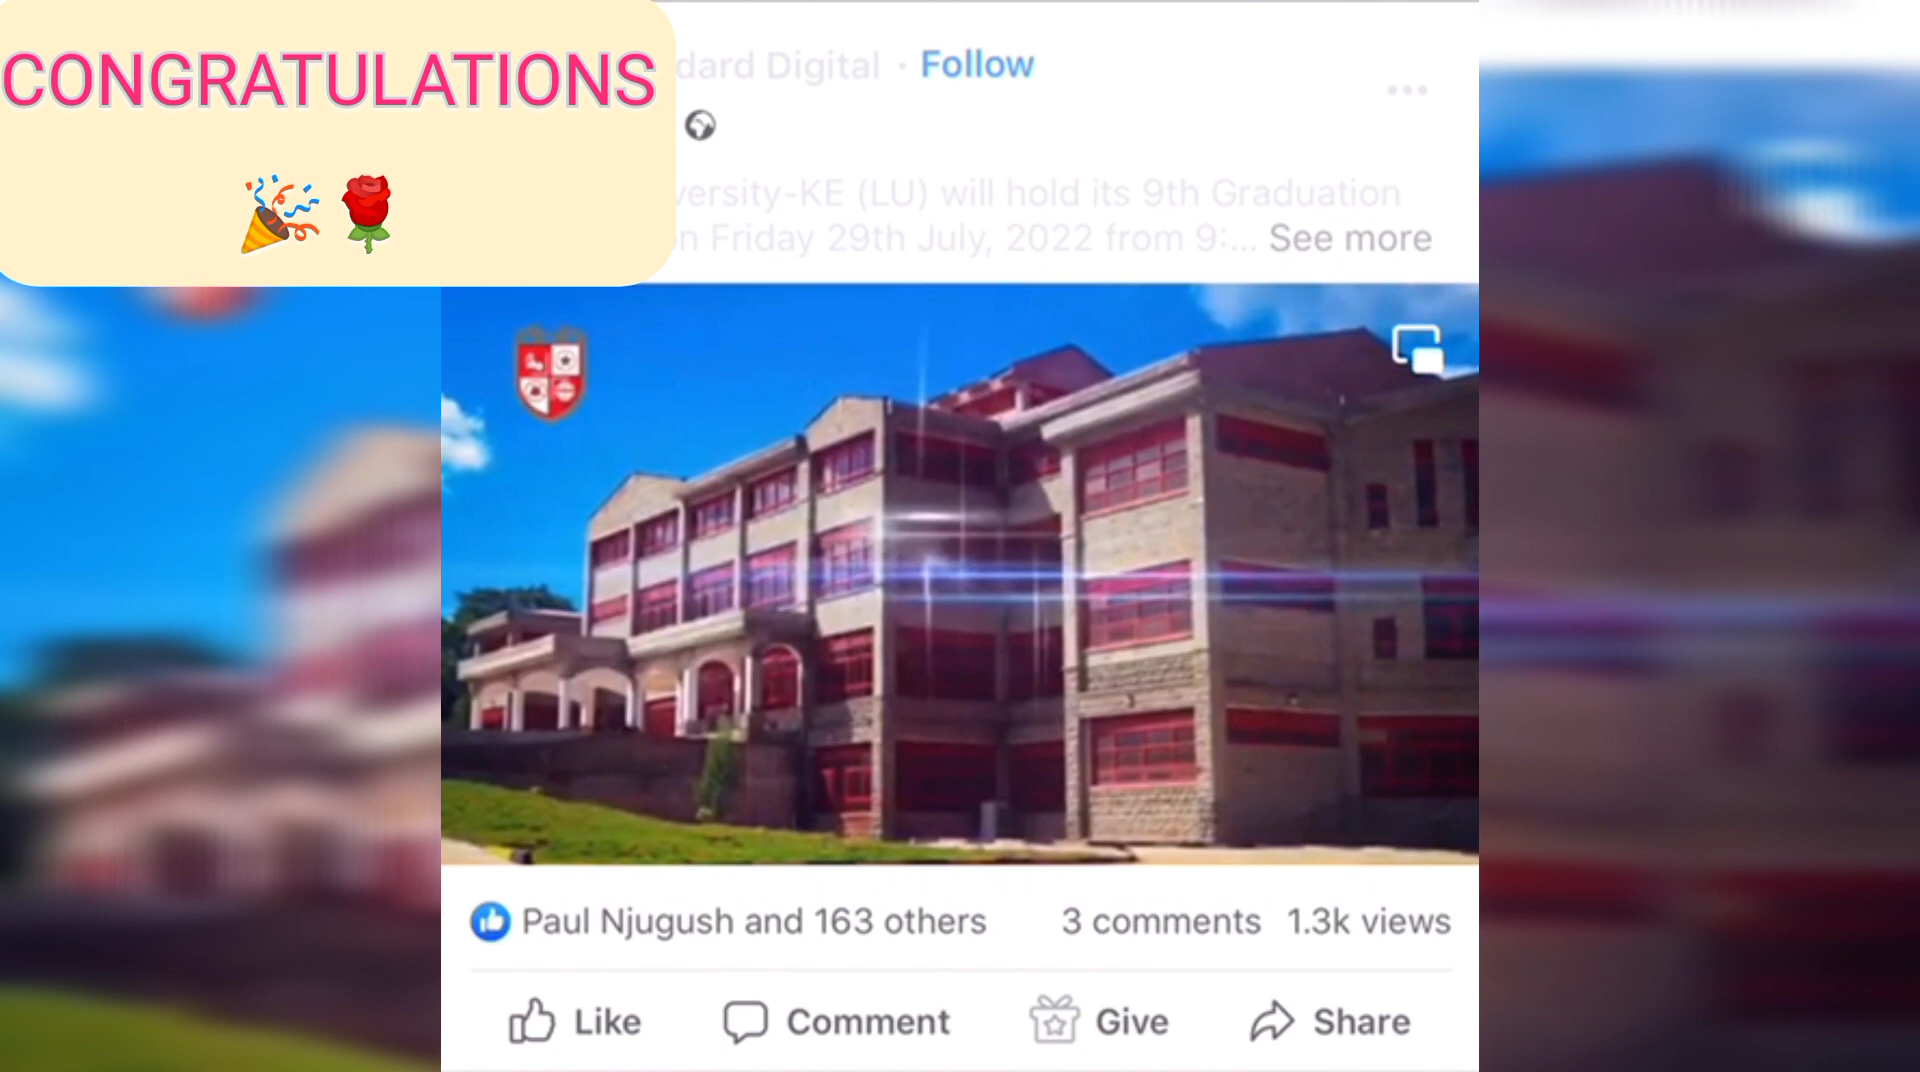 CONGRATULATIONS
dard Digital · Follow
versity-KE (LU) will hold its 9th Graduation
n Friday 29th July, 2022 from 9:... See more
Paul Njugush and 163 others 3 comments 1.3k views
Like Comment Give Share